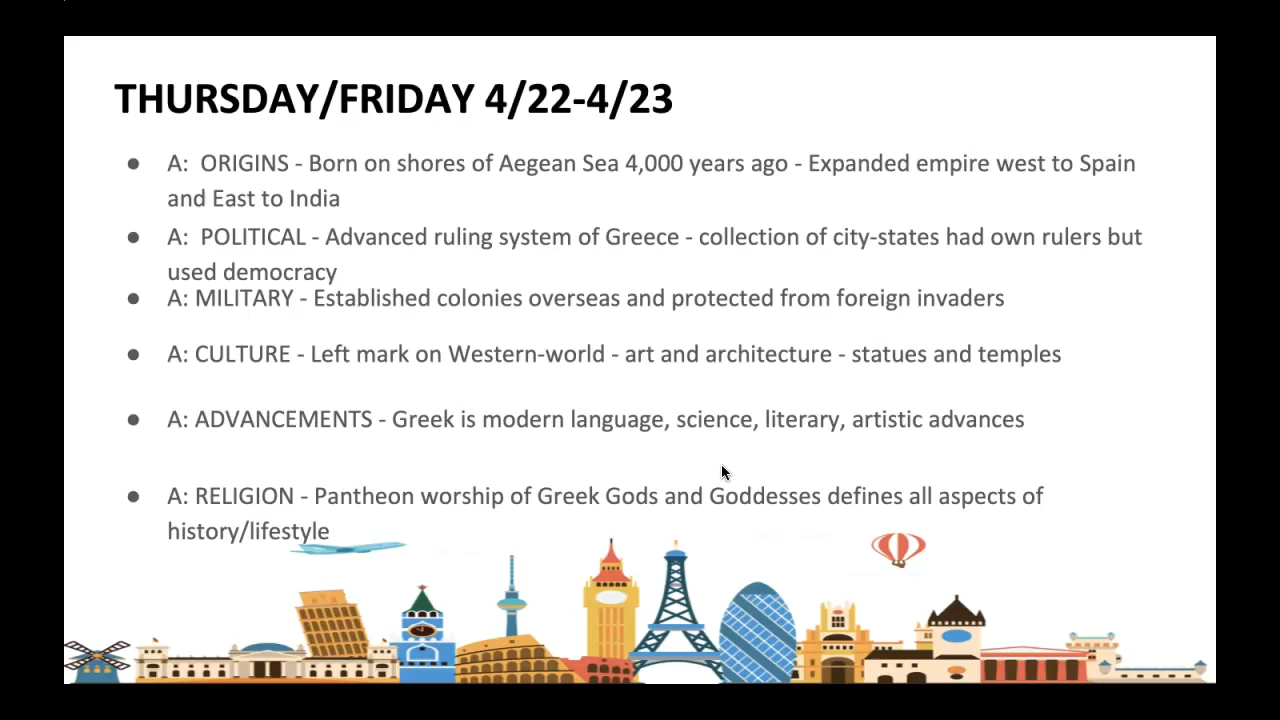 THURSDAY/FRIDAY 4/22-4/23
● A:  ORIGINS - Born on shores of Aegean Sea 4,000 years ago - Expanded empire west to Spain
and East to India
● A:  POLITICAL - Advanced ruling system of Greece - collection of city-states had own rulers but
used democracy
● A: MILITARY - Established colonies overseas and protected from foreign invaders
● A: CULTURE - Left mark on Western-world - art and architecture - statues and temples
● A: ADVANCEMENTS - Greek is modern language, science, literary, artistic advances
● A: RELIGION - Pantheon worship of Greek Gods and Goddesses defines all aspects of
history/lifestyle